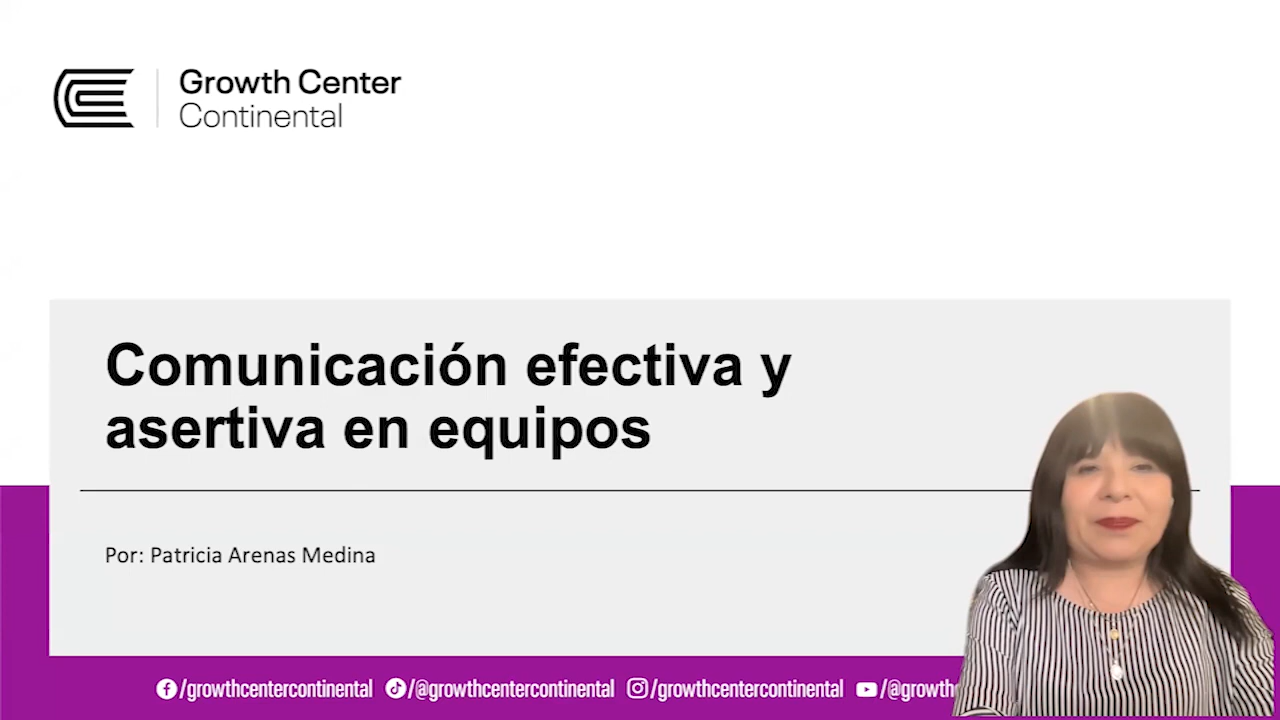 Growth Center
Continental
Comunicación efectiva y
asertiva en equipos
Por: Patricia Arenas Medina
/growthcentercontinental /@growthcentercontinental /growthcentercontinental